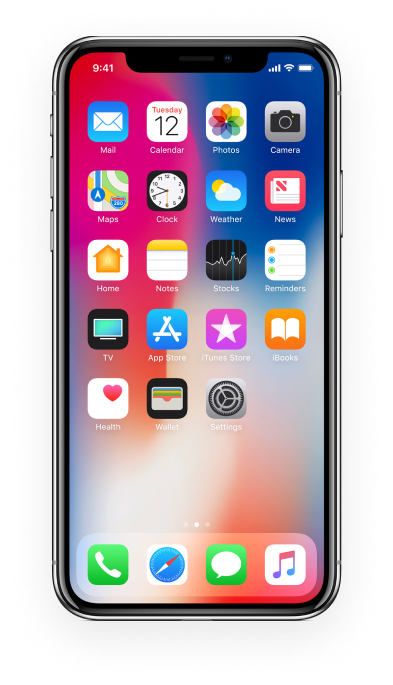 9:41
Tuesday
12
Mail Calendar Photos Camera
280
Maps Clock Weather News
Home Notes Stocks Reminders
TV App Store iTunes Store iBooks
Health Wallet Settings